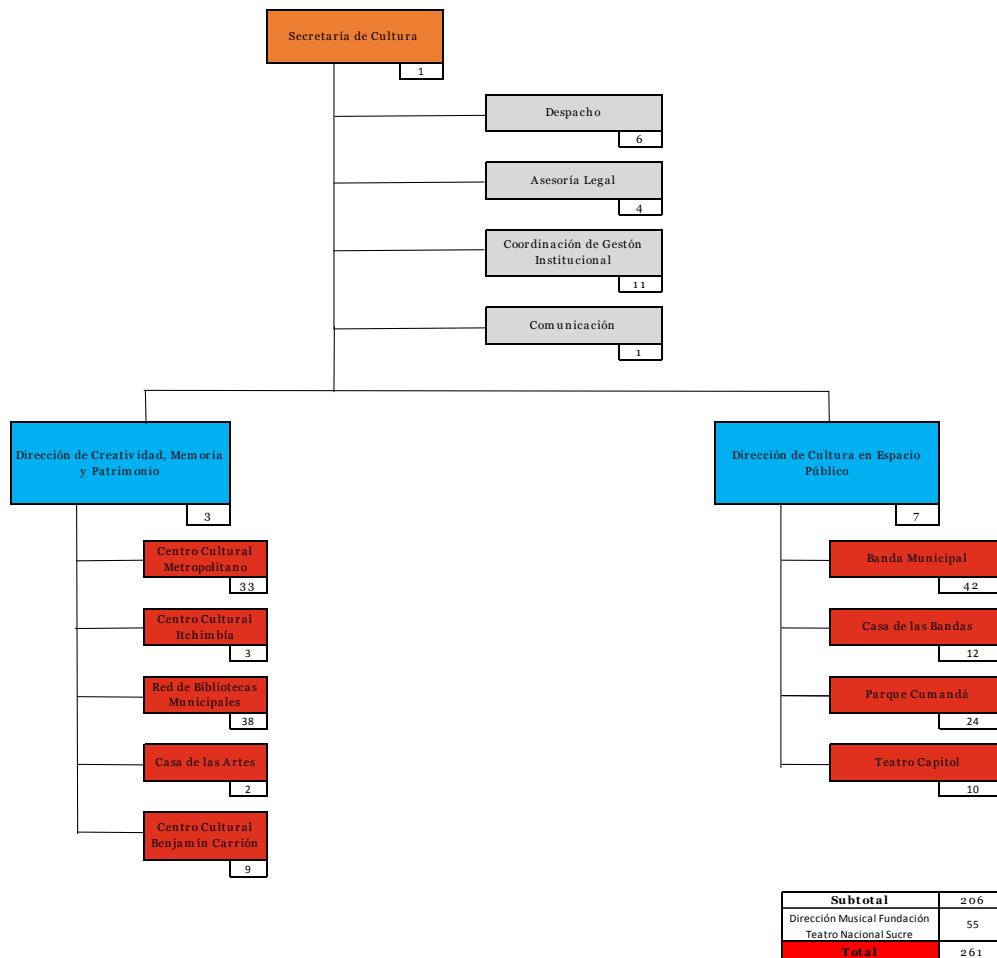 Secretaría de Cultura
1
Despacho
6
Asesoría Legal
4
Coordinación de Gestón
Institucional
11
Comunicación
1
Dirección de Creatividad, Memoria
y Patrimonio
3
Centro Cultural
Metropolitano
33
Centro Cultural
Itchimbía
3
Red de Bibliotecas
Municipales
38
Casa de las Artes
2
Centro Cultural
Benjamín Carrión
9
Dirección de Cultura en Espacio
Público
7
Banda Municipal
42
Casa de las Bandas
12
Parque Cumandá
24
Teatro Capitol
10
Subtotal 206
Dirección Musical Fundación
Teatro Nacional Sucre
55
Total 261